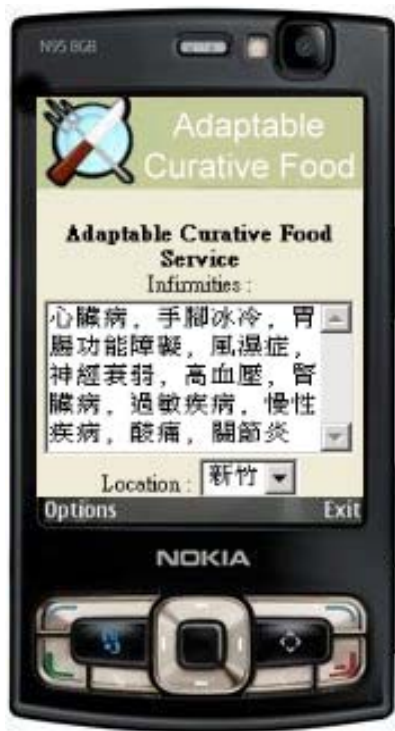 N95 8GB
Adaptable
Curative Food
Adaptable Curative Food
Service
Infirmities :
心臟病，手腳冰冷，胃
腸功能障礙，風濕症，
神經衰弱，高血壓，腎
臟病，過敏疾病，慢性
疾病，酸痛，關節炎
Location : 新竹
Options Exit
NOKIA